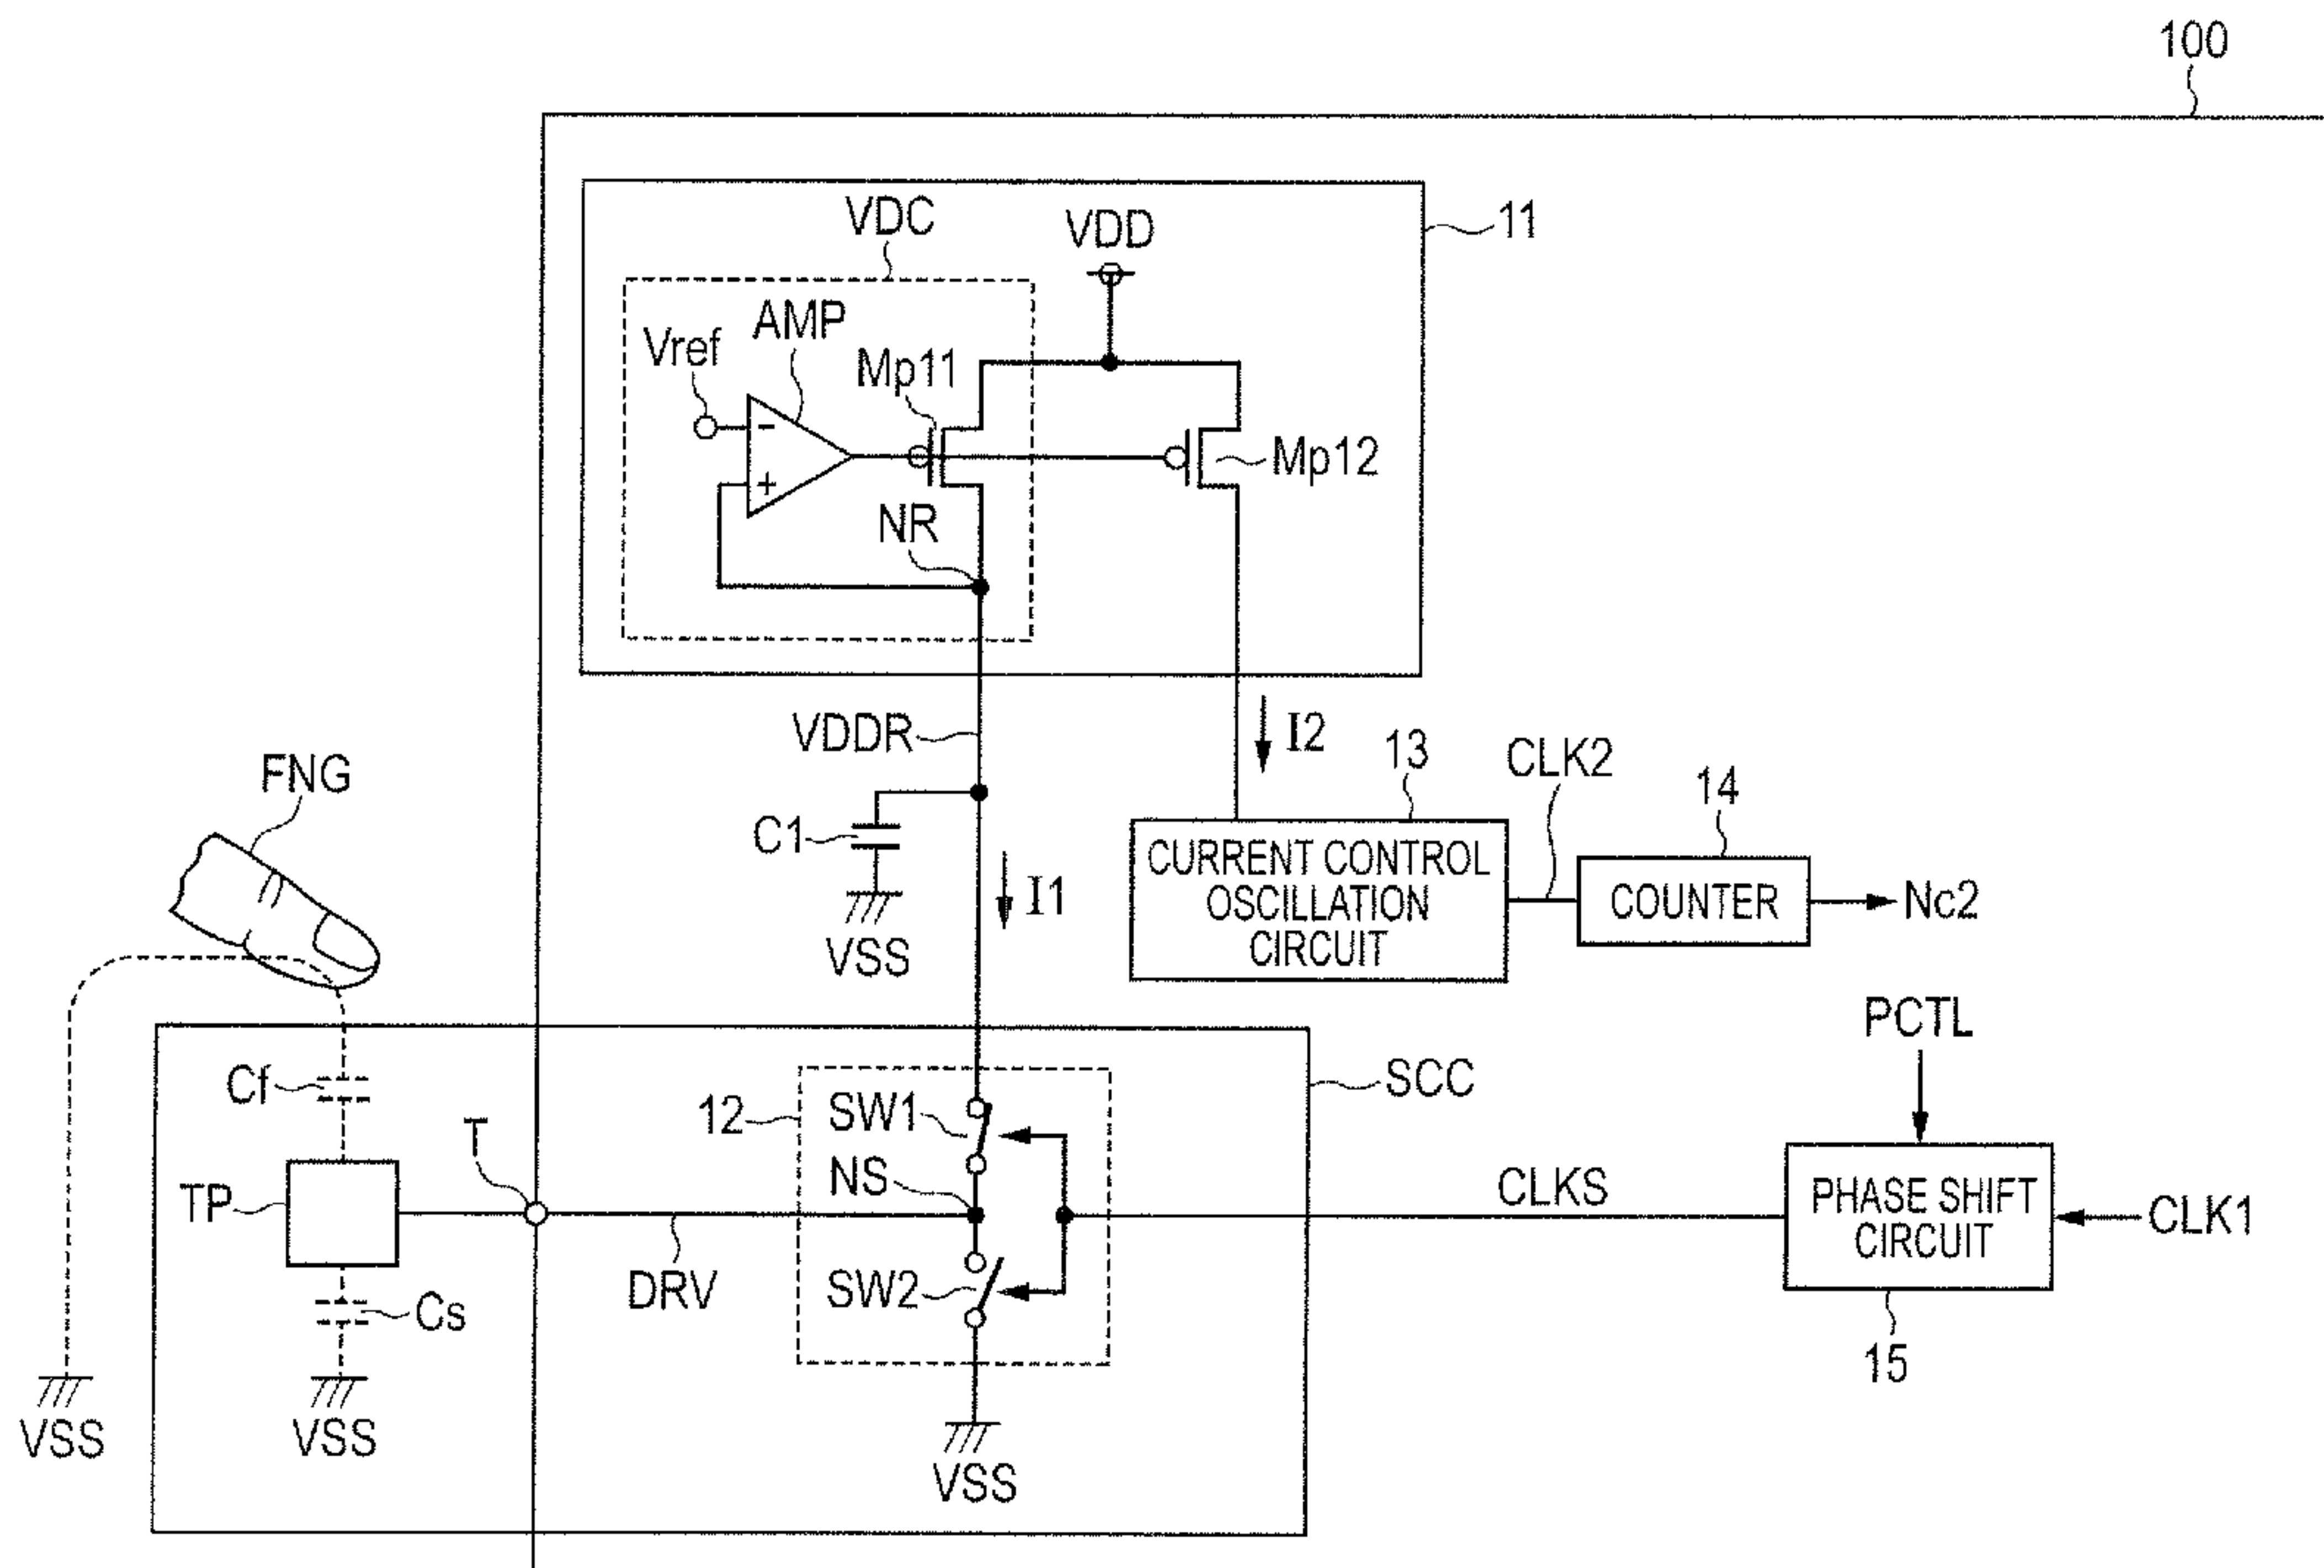 100
VDC
VDD
11
AMP
Vref
Mp11
-
+
Mp12
NR
VDDR
I2
13
CLK2
14
FNG
C1
CURRENT CONTROL
OSCILLATION
CIRCUIT
COUNTER
Nc2
I1
VSS
PCTL
Cf
SCC
12
SW1
T
TP
NS
CLKS
PHASE SHIFT
CIRCUIT
CLK1
DRV
SW2
Cs
15
VSS
VSS
VSS